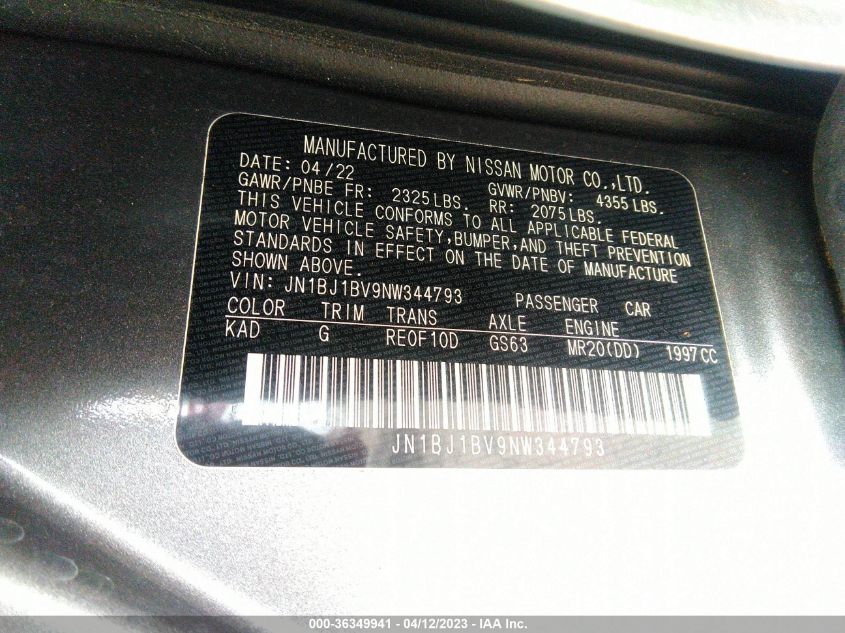 MANUFACTURED BY NISSAN MOTOR CO.,LTD.
DATE: 04/22 GVWR/PNBV: 4355 LBS.
GAWR/PNBE FR: 2325 LBS. RR: 2075 LBS.
THIS VEHICLE CONFORMS TO ALL APPLICABLE FEDERAL
MOTOR VEHICLE SAFETY,BUMPER,AND THEFT PREVENTION
STANDARDS IN EFFECT ON THE DATE OF MANUFACTURE
SHOWN ABOVE.
VIN: JN1BJ1BV9NW344793 PASSENGER CAR
COLOR TRIM TRANS AXLE ENGINE
KAD G RE0F10D GS63 MR20(DD) 1997CC
JN1BJ1BV9NW344793
000-36349941 - 04/12/2023 - IAA Inc.